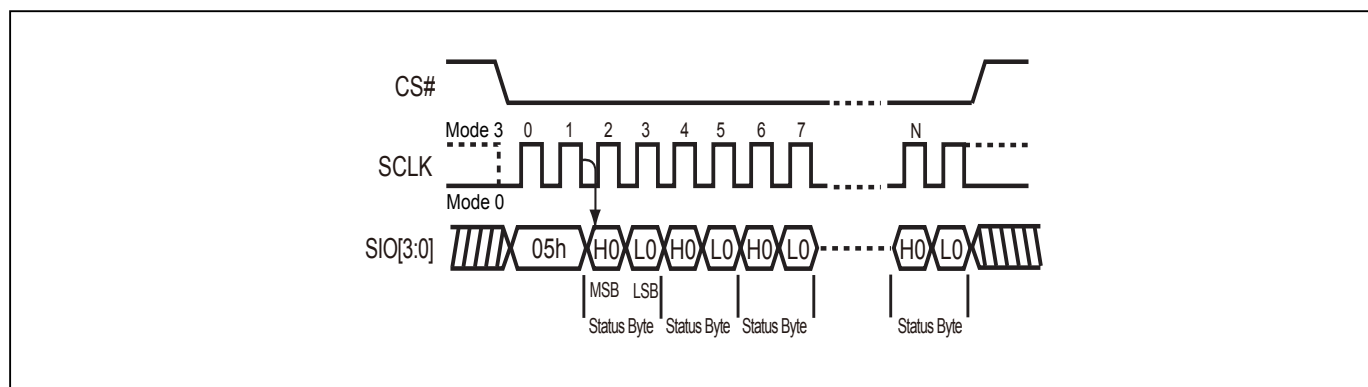 CS#
Mode 3 0 1 2 3 4 5 6 7 N
SCLK
Mode 0
SIO[3:0] 05h H0 L0 H0 L0 H0 L0 H0 L0
MSB LSB
Status Byte Status Byte Status Byte Status Byte